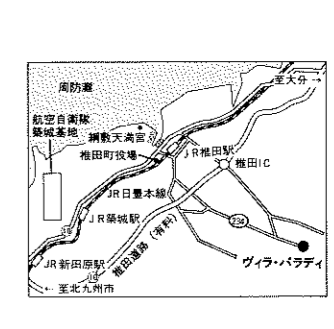 至大分→
周防灘
航空自衛隊
築城基地
綱敷天満宮
椎田町役場
JR椎田駅
椎田IC
JR日豊本線
JR築城駅
234
10
椎田道路(有料)
ヴィラ・パラディ
JR新田原駅
10
←至北九州市